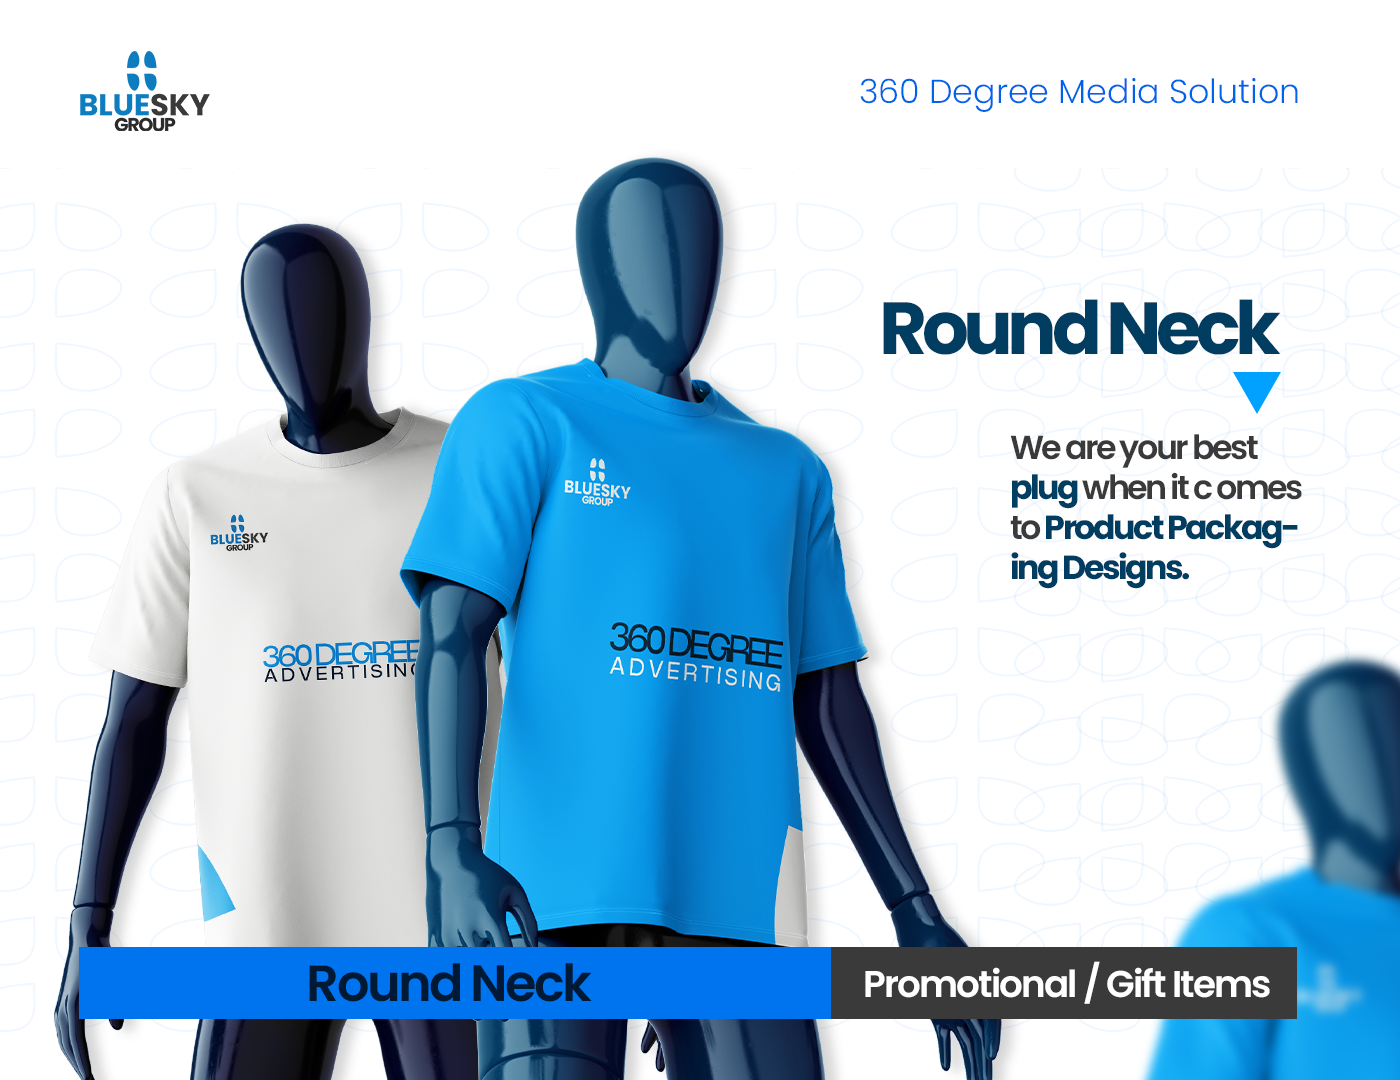 BLUESKY
GROUP
360 Degree Media Solution
Round Neck
We are your best
plug when it c omes
to Product Packag-
ing Designs.
BLUESKY
GROUP
360 DEGREE
ADVERTISING
BLUESKY
GROUP
360 DEGREE
ADVERTISING
Round Neck
Promotional / Gift Items